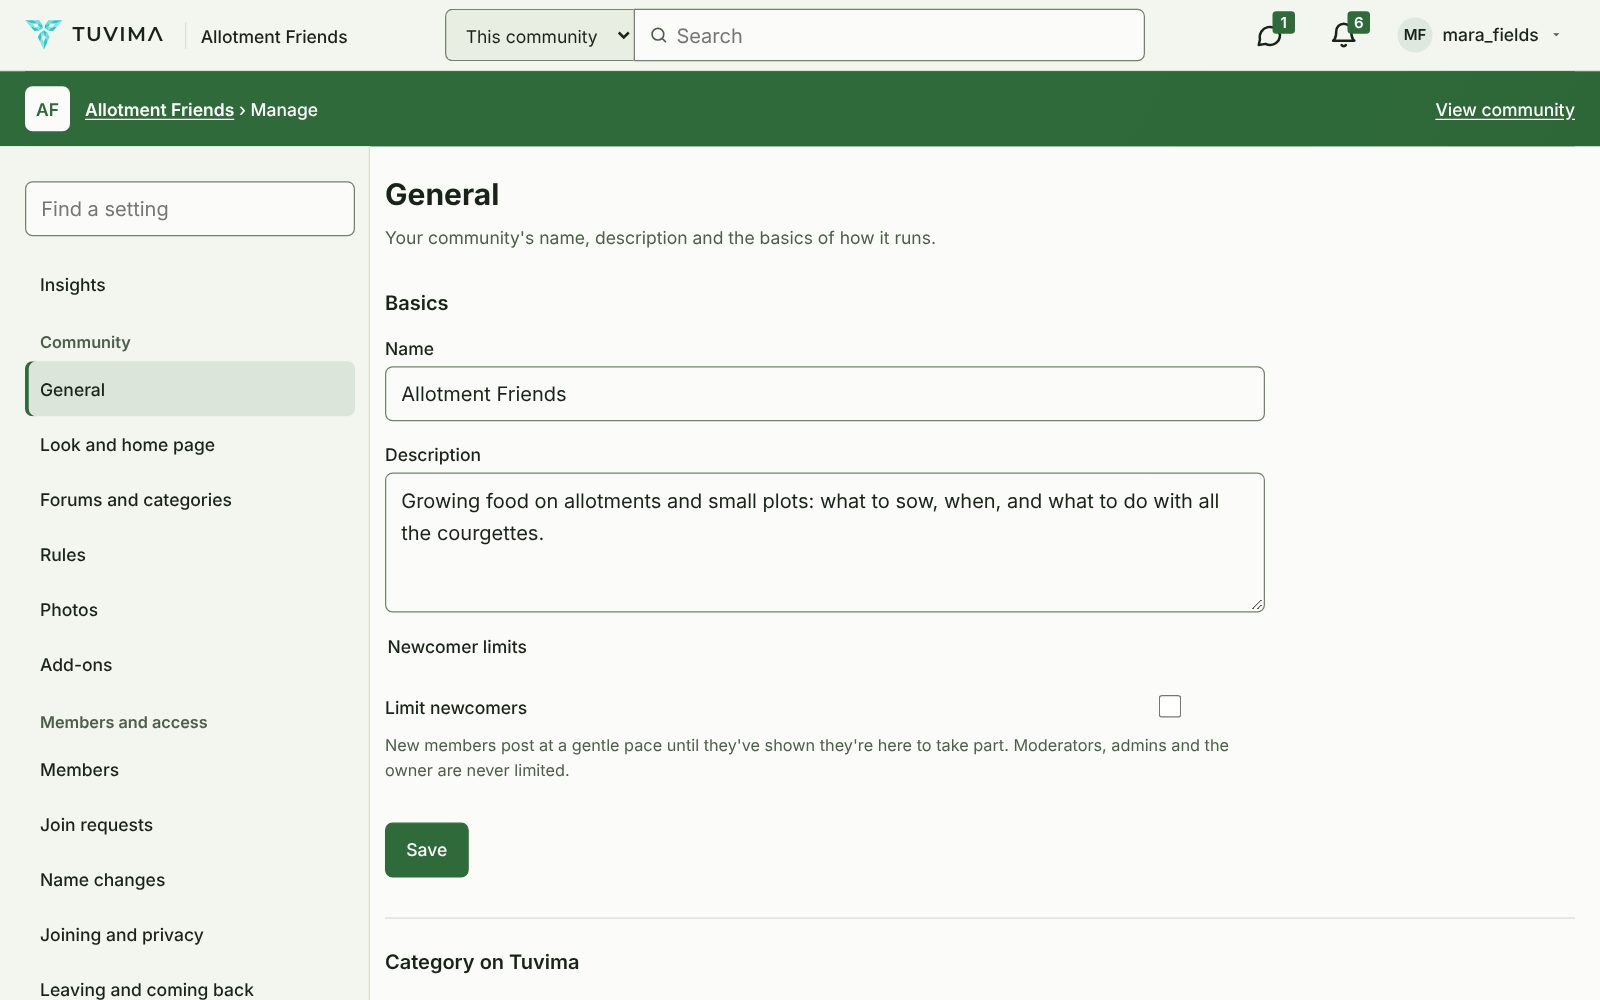 TUVIMA
Allotment Friends
This community
Search
1
6
MF
mara_fields
AF
Allotment Friends › Manage
View community
Find a setting
Insights
Community
General
Look and home page
Forums and categories
Rules
Photos
Add-ons
Members and access
Members
Join requests
Name changes
Joining and privacy
Leaving and coming back
General
Your community's name, description and the basics of how it runs.
Basics
Name
Allotment Friends
Description
Growing food on allotments and small plots: what to sow, when, and what to do with all
the courgettes.
Newcomer limits
Limit newcomers
New members post at a gentle pace until they've shown they're here to take part. Moderators, admins and the
owner are never limited.
Save
Category on Tuvima